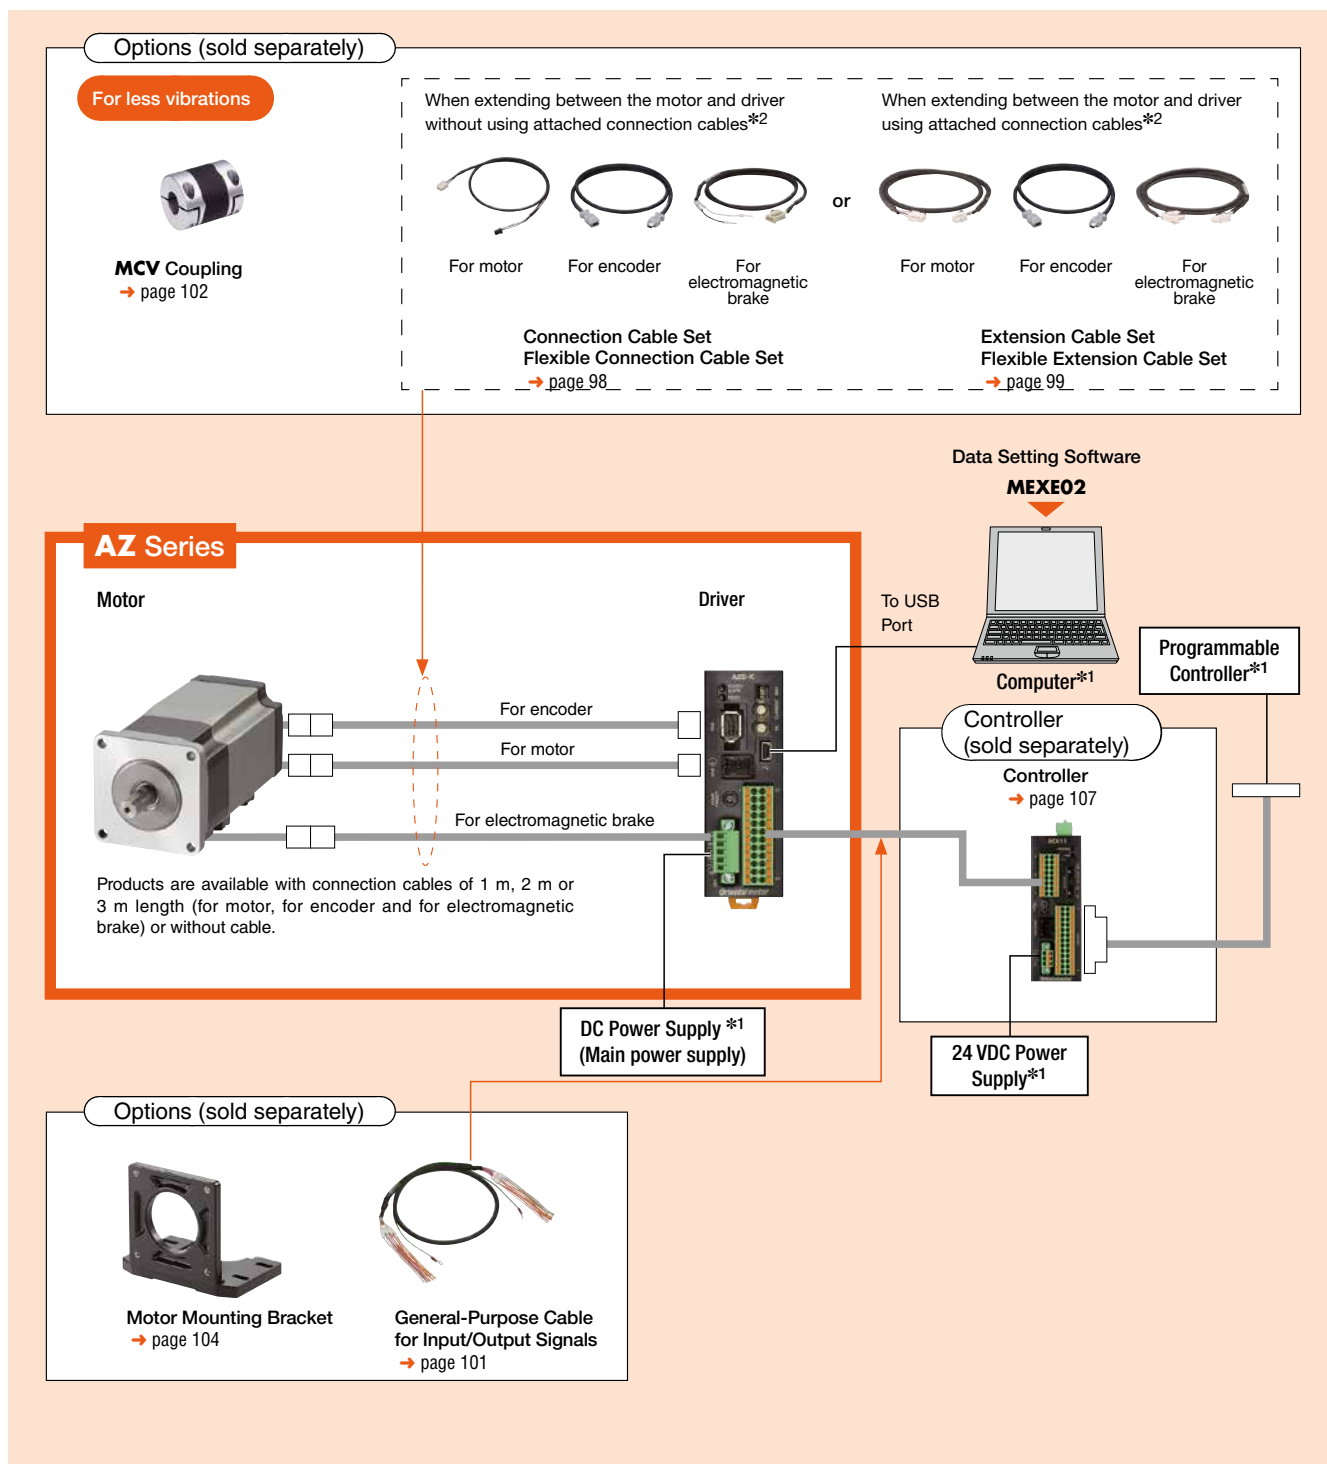 Options (sold separately)
For less vibrations
MCV Coupling
➜ page 102
When extending between the motor and driver
without using attached connection cables✽2
For motor
For encoder
For
electromagnetic
brake
Connection Cable Set
Flexible Connection Cable Set
➜ page 98
or
When extending between the motor and driver
using attached connection cables✽2
For motor
For encoder
For
electromagnetic
brake
Extension Cable Set
Flexible Extension Cable Set
➜ page 99
Data Setting Software
MEXE02
AZ Series
Motor
Driver
To USB
Port
Computer✽1
Programmable
Controller✽1
For encoder
For motor
For electromagnetic brake
AZD-K
Products are available with connection cables of 1 m, 2 m or
3 m length (for motor, for encoder and for electromagnetic
brake) or without cable.
Controller
(sold separately)
Controller
➜ page 107
DC Power Supply ✽1
(Main power supply)
24 VDC Power
Supply✽1
Options (sold separately)
Motor Mounting Bracket
➜ page 104
General-Purpose Cable
for Input/Output Signals
➜ page 101